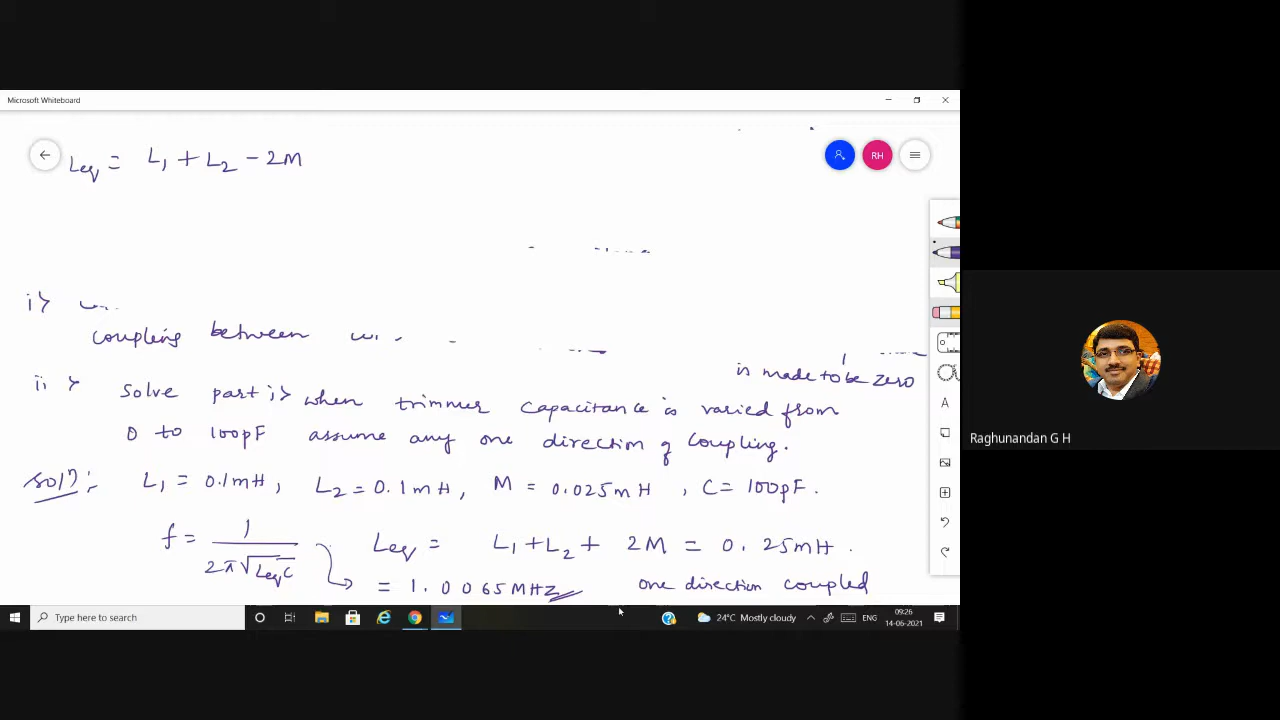 Microsoft Whiteboard
Leq = L1 + L2 - 2M
RH
i>
coupling between
is made to be zero
ii > Solve part i> when trimmer capacitance is varied from
0 to 100pF assume any one direction of coupling.
Sol?: L1 = 0.1mH, L2 = 0.1mH, M = 0.025mH, C = 100pF.
f = 1 / 2π√LeqC Leq = L1 + L2 + 2M = 0.25mH.
= 1.0065MHZ one direction coupled
Raghunandan G H
Type here to search
24°C Mostly cloudy
ENG
09:26
14-06-2021